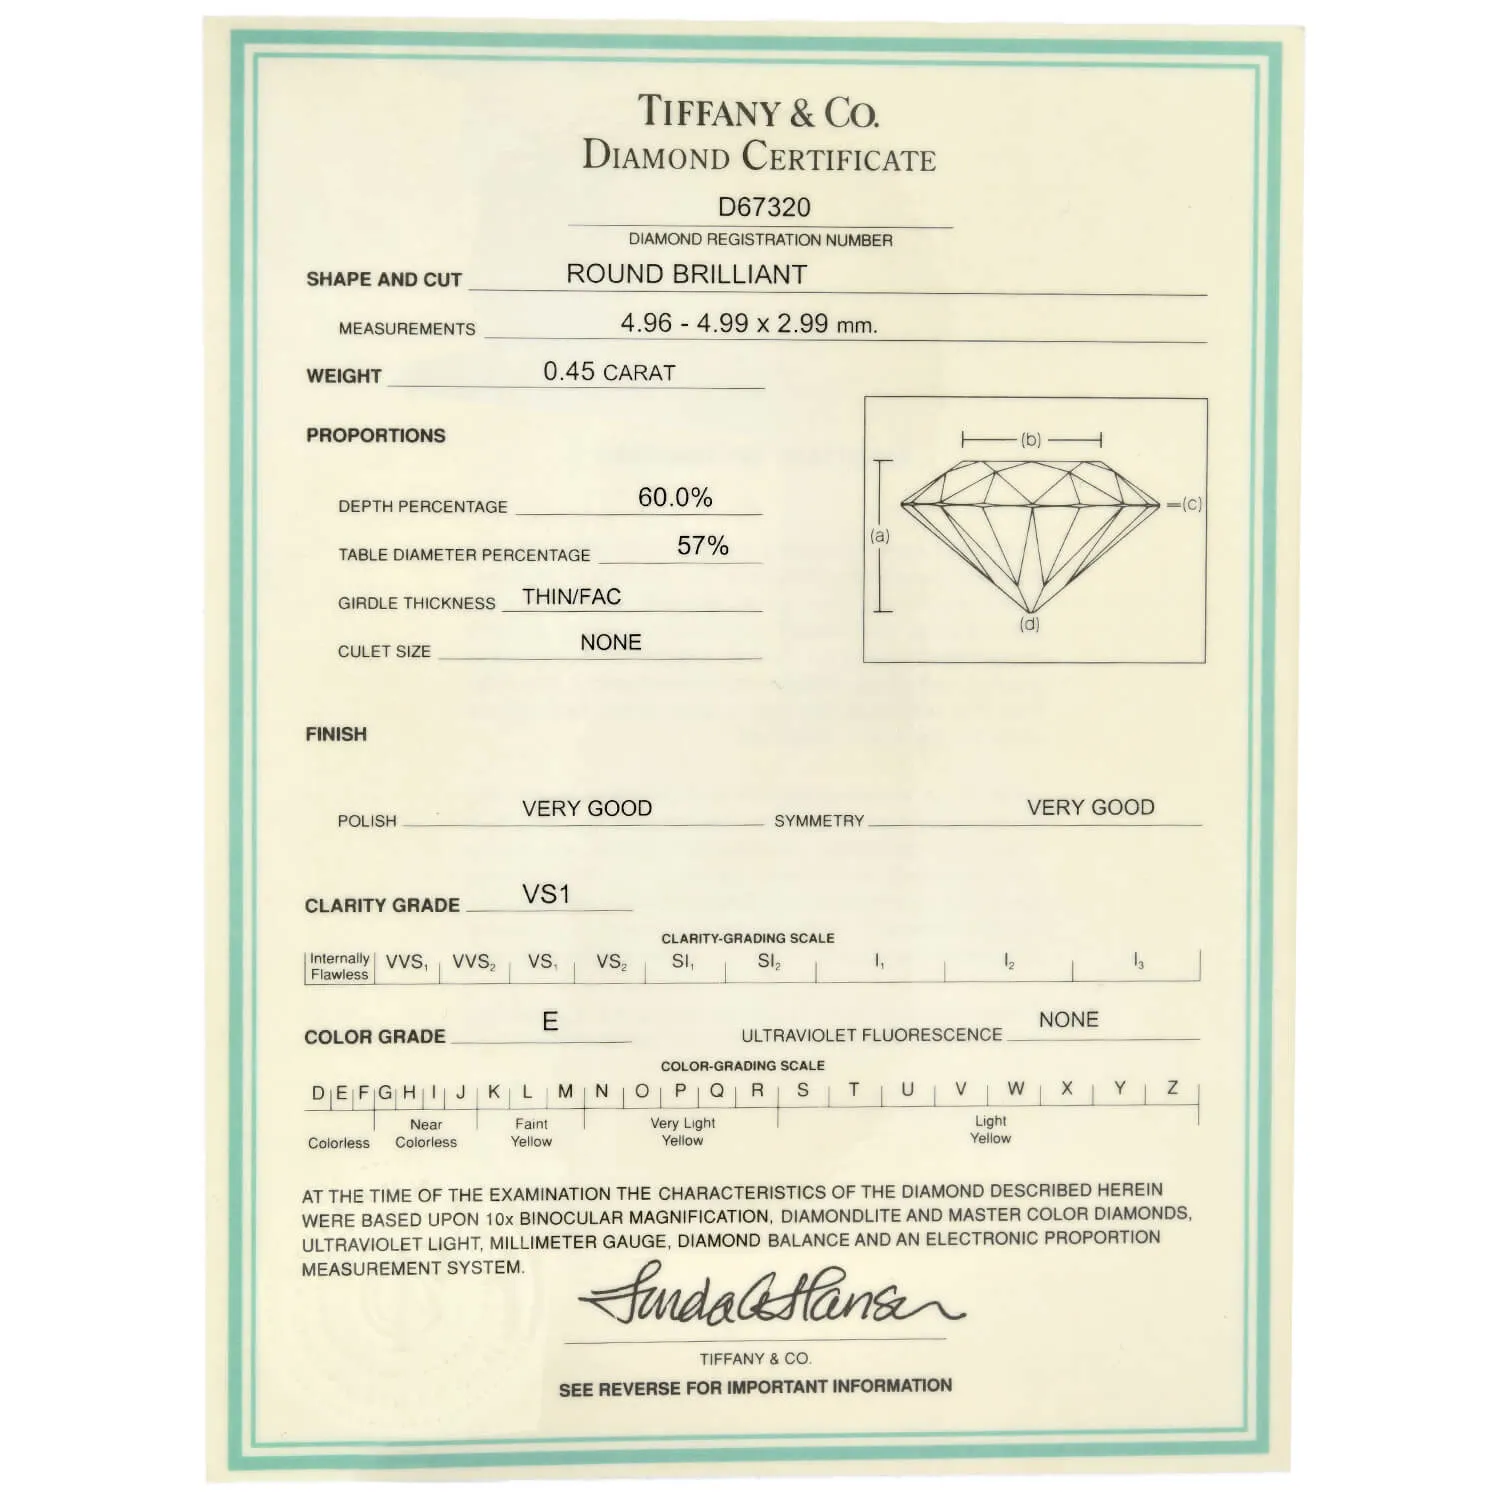 TIFFANY & CO.
DIAMOND CERTIFICATE
D67320
DIAMOND REGISTRATION NUMBER
SHAPE AND CUT ROUND BRILLIANT
MEASUREMENTS 4.96 - 4.99 x 2.99 mm.
WEIGHT 0.45 CARAT
PROPORTIONS
DEPTH PERCENTAGE 60.0%
TABLE DIAMETER PERCENTAGE 57%
GIRDLE THICKNESS THIN/FAC
CULET SIZE NONE
(b)
(c)
(a)
(d)
FINISH
POLISH VERY GOOD SYMMETRY VERY GOOD
CLARITY GRADE VS1
CLARITY-GRADING SCALE
Internally Flawless VVS₁ VVS₂ VS₁ VS₂ SI₁ SI₂ I₁ I₂ I₃
COLOR GRADE E ULTRAVIOLET FLUORESCENCE NONE
COLOR-GRADING SCALE
D E F G H I J K L M N O P Q R S T U V W X Y Z
Colorless Near Colorless Faint Yellow Very Light Yellow Light Yellow
AT THE TIME OF THE EXAMINATION THE CHARACTERISTICS OF THE DIAMOND DESCRIBED HEREIN
WERE BASED UPON 10x BINOCULAR MAGNIFICATION, DIAMONDLITE AND MASTER COLOR DIAMONDS,
ULTRAVIOLET LIGHT, MILLIMETER GAUGE, DIAMOND BALANCE AND AN ELECTRONIC PROPORTION
MEASUREMENT SYSTEM.
TIFFANY & CO.
SEE REVERSE FOR IMPORTANT INFORMATION